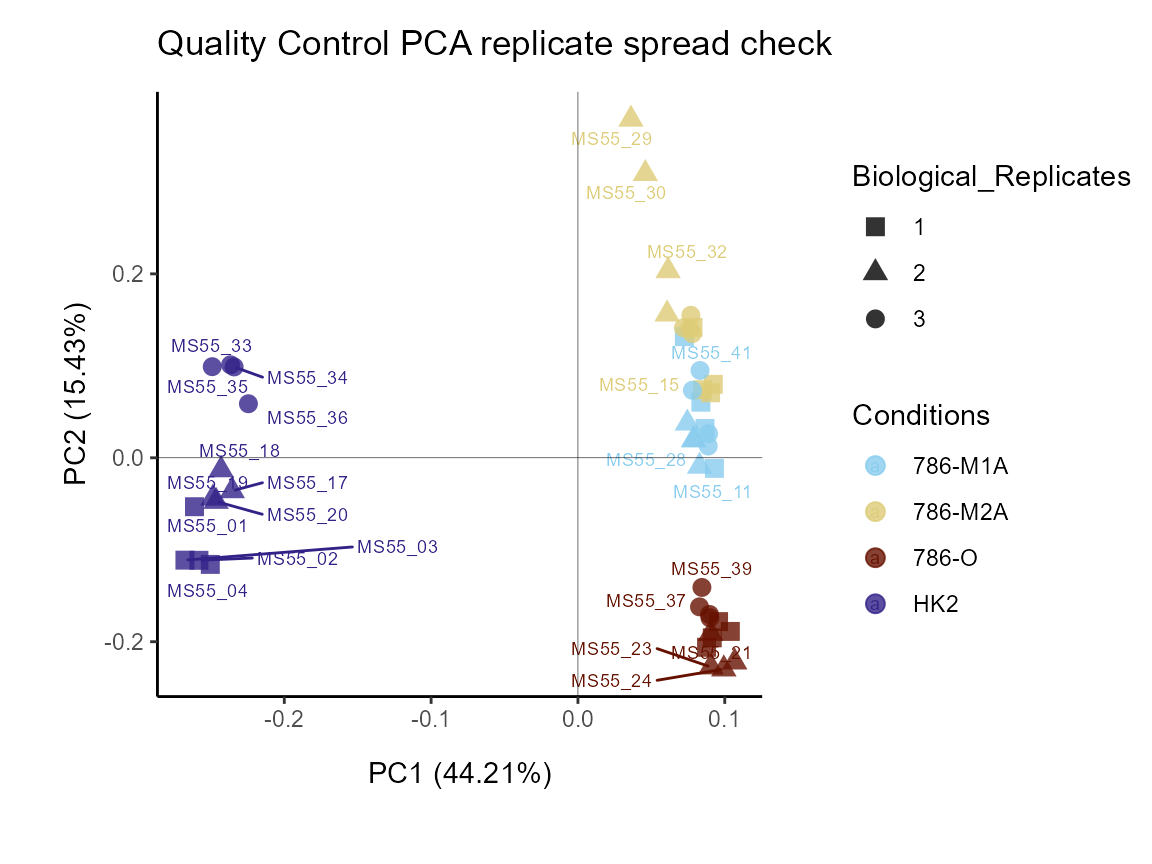 Quality Control PCA replicate spread check
MS55_29
MS55_30
MS55_32
0.2
MS55_33
MS55_41
MS55_34
MS55_35
MS55_15
MS55_36
MS55_18
0.0
MS55_28
MS55_19
MS55_17
MS55_11
MS55_20
MS55_01
MS55_03
MS55_02
MS55_39
MS55_04
MS55_37
-0.2
MS55_23
MS55_21
MS55_24
-0.2
-0.1
0.0
0.1
PC1 (44.21%)
PC2 (15.43%)
Biological_Replicates
1
2
3
Conditions
a 786-M1A
a 786-M2A
a 786-O
a HK2